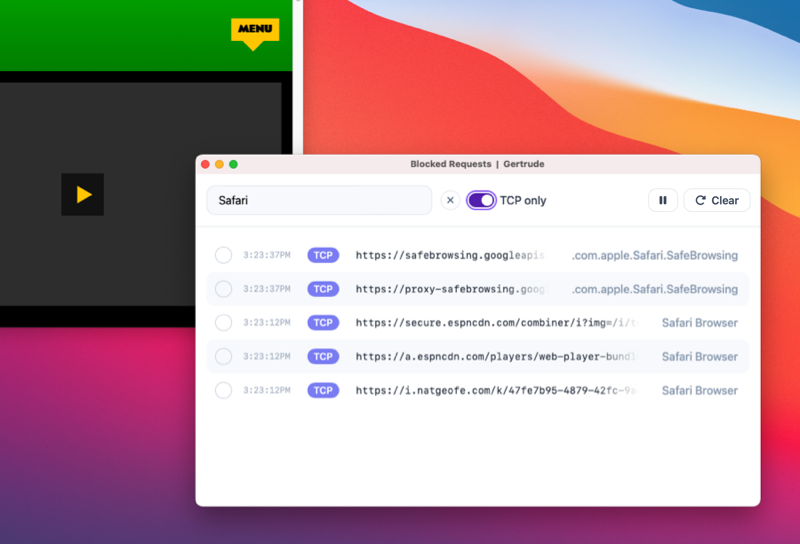 MENU
Blocked Requests | Gertrude
Safari
TCP only
Clear
3:23:37PM TCP https://safebrowsing.googleapis. .com.apple.Safari.SafeBrowsing
3:23:37PM TCP https://proxy-safebrowsing.goog .com.apple.Safari.SafeBrowsing
3:23:12PM TCP https://secure.espncdn.com/combiner/i?img=/i/ Safari Browser
3:23:12PM TCP https://a.espncdn.com/players/web-player-bundl Safari Browser
3:23:12PM TCP https://i.natgeofe.com/k/47fe7b95-4879-42fc-9a Safari Browser